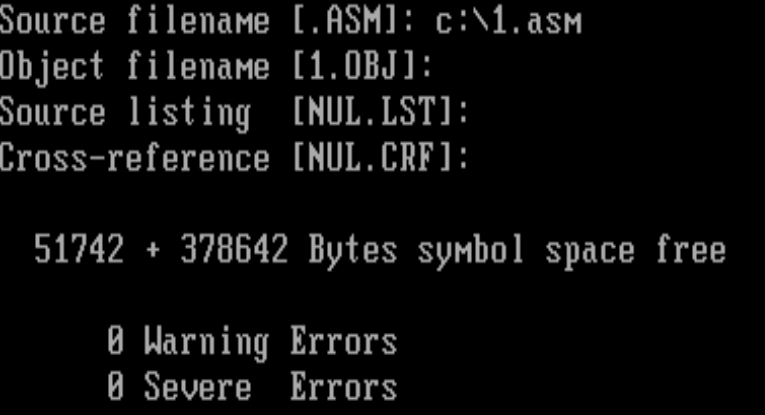 Source filename [.ASM]: c:\1.asm
Object filename [1.OBJ]:
Source listing  [NUL.LST]:
Cross-reference [NUL.CRF]:
51742 + 378642 Bytes symbol space free
0 Warning Errors
0 Severe  Errors